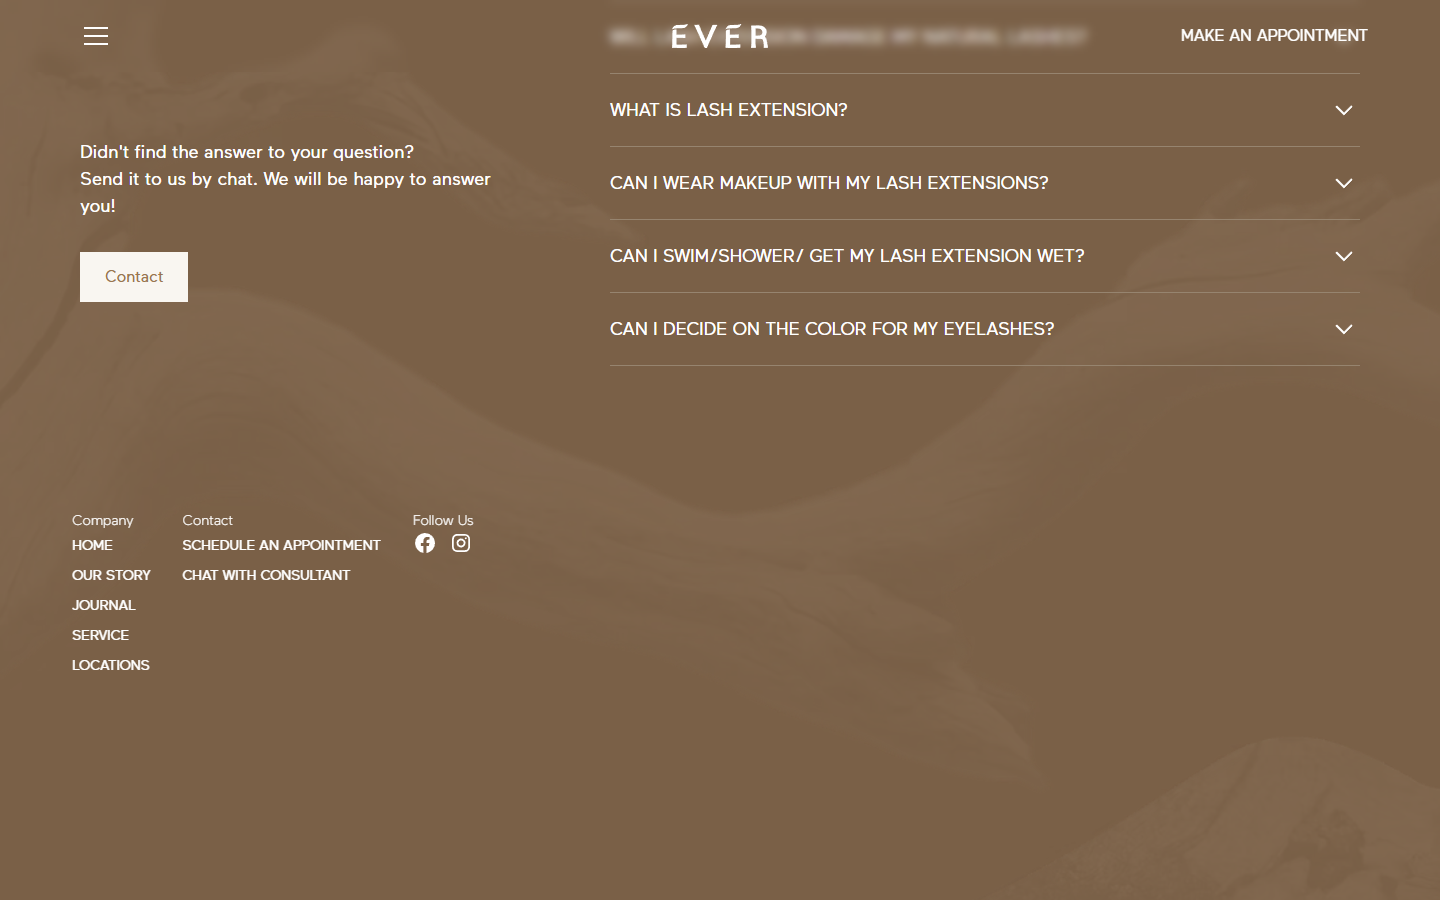 EVER
MAKE AN APPOINTMENT
Didn't find the answer to your question?
Send it to us by chat. We will be happy to answer
you!
Contact
WHAT IS LASH EXTENSION?
CAN I WEAR MAKEUP WITH MY LASH EXTENSIONS?
CAN I SWIM/SHOWER/ GET MY LASH EXTENSION WET?
CAN I DECIDE ON THE COLOR FOR MY EYELASHES?
Company
HOME
OUR STORY
JOURNAL
SERVICE
LOCATIONS
Contact
SCHEDULE AN APPOINTMENT
CHAT WITH CONSULTANT
Follow Us